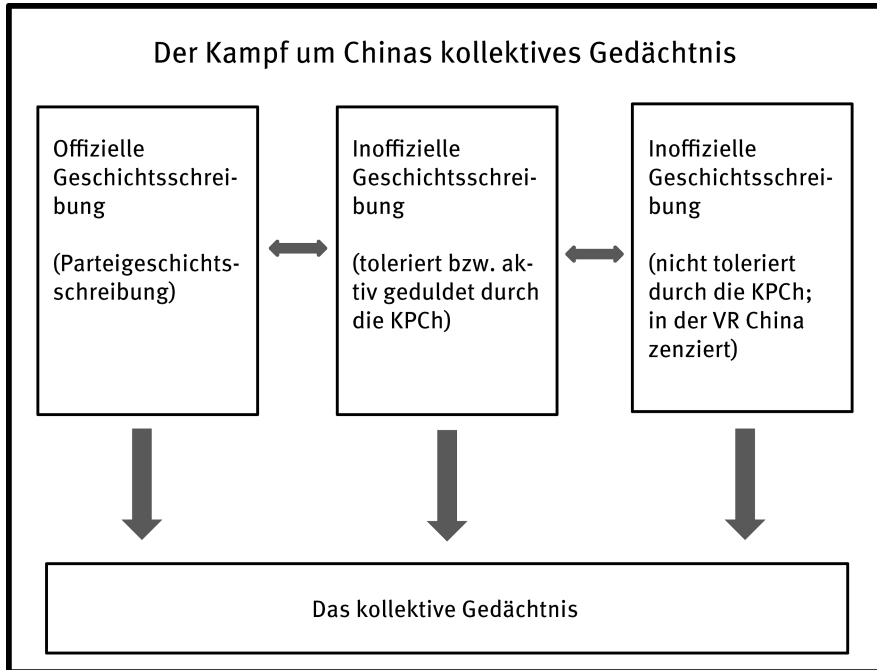 Der Kampf um Chinas kollektives Gedächtnis
Offizielle
Geschichtsschrei-
bung
(Parteigeschichts-
schreibung)
Inoffizielle
Geschichtsschrei-
bung
(toleriert bzw. ak-
tiv geduldet durch
die KPCh)
Inoffizielle
Geschichtsschrei-
bung
(nicht toleriert
durch die KPCh;
in der VR China
zenziert)
Das kollektive Gedächtnis